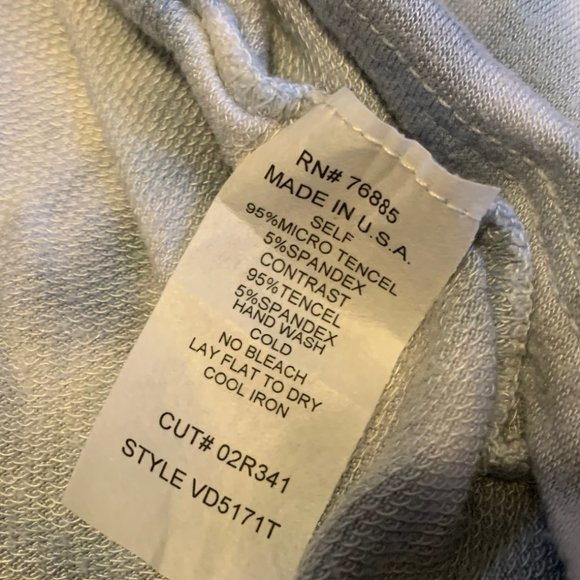 RN# 76885
MADE IN U.S.A.
SELF
95%MICRO TENCEL
5%SPANDEX
CONTRAST
95%TENCEL
5%SPANDEX
HAND WASH
COLD
NO BLEACH
LAY FLAT TO DRY
COOL IRON
CUT# 02R341
STYLE VD5171T